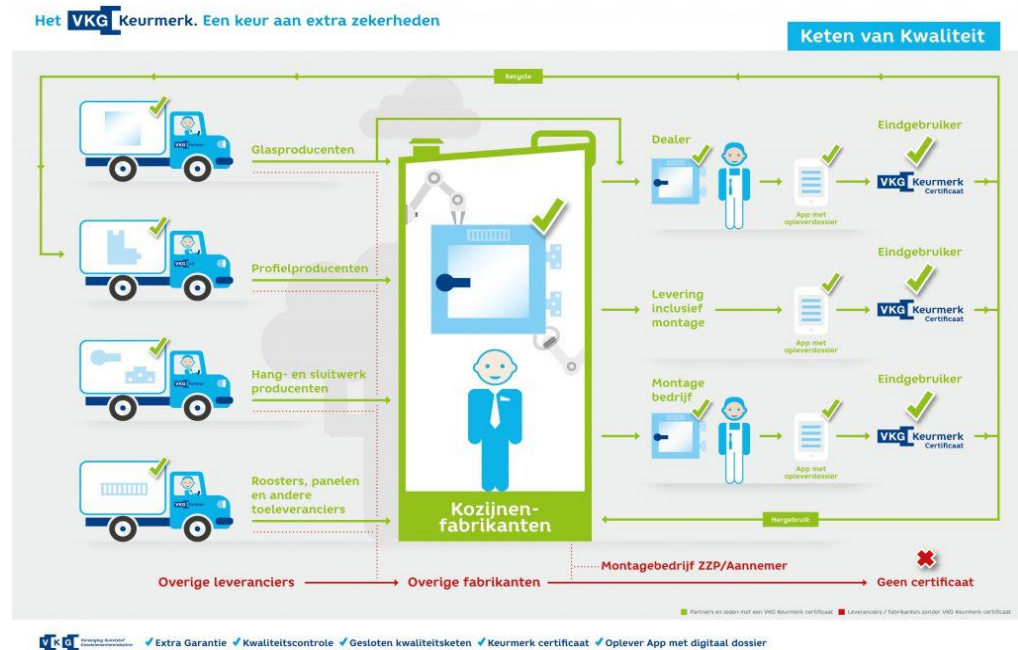 Het VKG Keurmerk. Een keur aan extra zekerheden
Keten van Kwaliteit
Recycle
Glasproducenten
Profielproducenten
Hang- en sluitwerk
producenten
Roosters, panelen
en andere
toeleveranciers
Kozijnen-
fabrikanten
Dealer
App met
opleverdossier
Eindgebruiker
VKG Keurmerk
Certificaat
Levering
inclusief
montage
App met
opleverdossier
Eindgebruiker
VKG Keurmerk
Certificaat
Montage
bedrijf
App met
opleverdossier
Eindgebruiker
VKG Keurmerk
Certificaat
Hergebruik
Montagebedrijf ZZP/Aannemer
Overige leveranciers
Overige fabrikanten
Geen certificaat
Partners en leden met een VKG Keurmerk certificaat
Leveranciers / fabrikanten zonder VKG Keurmerk certificaat
VKG
Extra Garantie
Kwaliteitscontrole
Gesloten kwaliteitsketen
Keurmerk certificaat
Oplever App met digitaal dossier